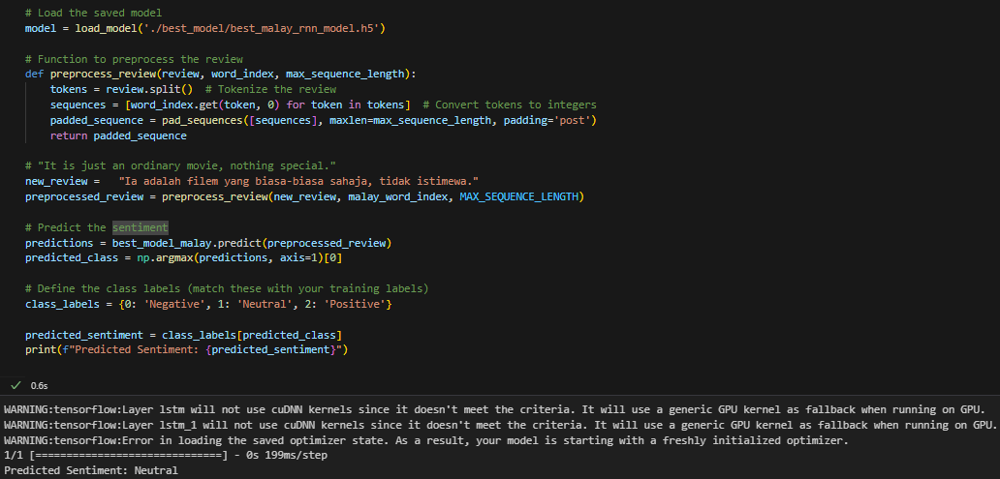 # Load the saved model
model = load_model('./best_model/best_malay_rnn_model.h5')
# Function to preprocess the review
def preprocess_review(review, word_index, max_sequence_length):
    tokens = review.split()  # Tokenize the review
    sequences = [word_index.get(token, 0) for token in tokens]  # Convert tokens to integers
    padded_sequence = pad_sequences([sequences], maxlen=max_sequence_length, padding='post')
    return padded_sequence
# "It is just an ordinary movie, nothing special."
new_review =   "Ia adalah filem yang biasa-biasa sahaja, tidak istimewa."
preprocessed_review = preprocess_review(new_review, malay_word_index, MAX_SEQUENCE_LENGTH)
# Predict the sentiment
predictions = best_model_malay.predict(preprocessed_review)
predicted_class = np.argmax(predictions, axis=1)[0]
# Define the class labels (match these with your training labels)
class_labels = {0: 'Negative', 1: 'Neutral', 2: 'Positive'}
predicted_sentiment = class_labels[predicted_class]
print(f"Predicted Sentiment: {predicted_sentiment}")
0.6s
WARNING:tensorflow:Layer lstm will not use cuDNN kernels since it doesn't meet the criteria. It will use a generic GPU kernel as fallback when running on GPU.
WARNING:tensorflow:Layer lstm_1 will not use cuDNN kernels since it doesn't meet the criteria. It will use a generic GPU kernel as fallback when running on GPU.
WARNING:tensorflow:Error in loading the saved optimizer state. As a result, your model is starting with a freshly initialized optimizer.
1/1 [==============================] - 0s 199ms/step
Predicted Sentiment: Neutral